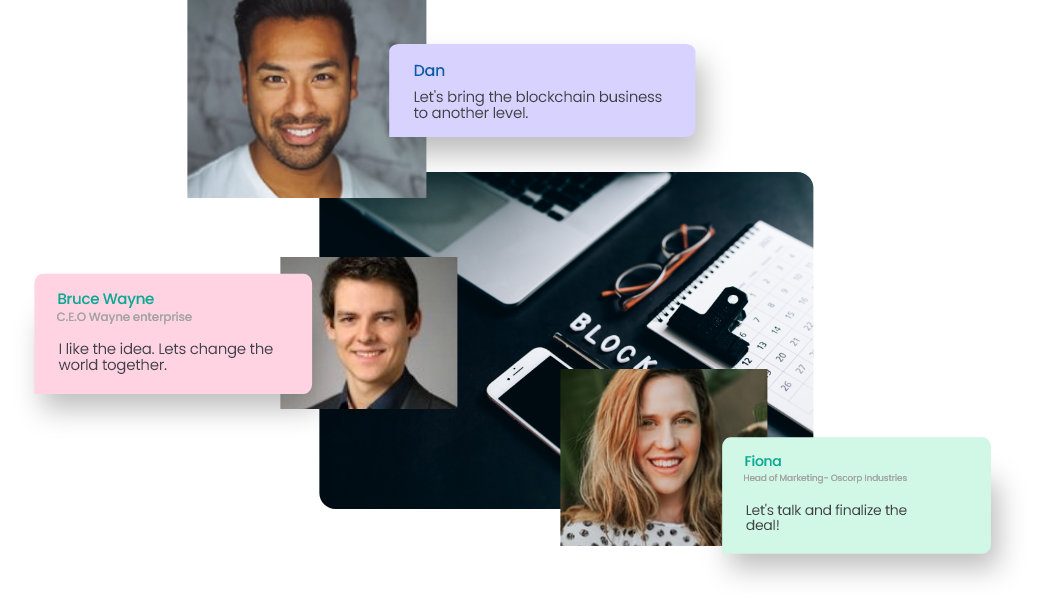 Dan
Let's bring the blockchain business
to another level.
Bruce Wayne
C.E.O Wayne enterprise
I like the idea. Lets change the
world together.
BLOCK
Fiona
Head of Marketing- Oscorp Industries
Let's talk and finalize the
deal!